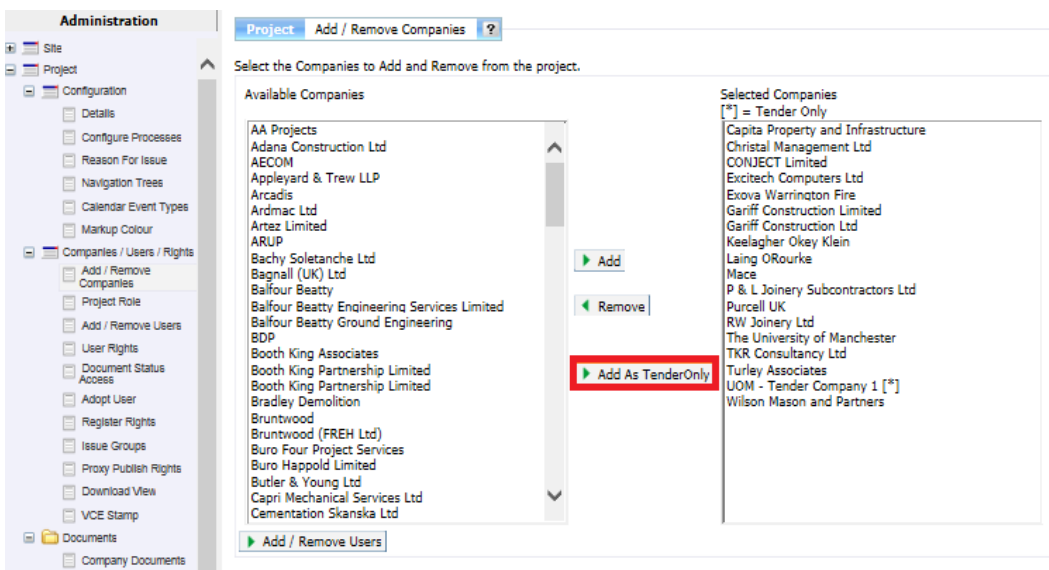 Administration
Site
Project
Configuration
Details
Configure Processes
Reason For Issue
Navigation Trees
Calendar Event Types
Markup Colour
Companies / Users / Rights
Add / Remove
Companies
Project Role
Add / Remove Users
User Rights
Document Status
Access
Adopt User
Register Rights
Issue Groups
Proxy Publish Rights
Download View
VCE Stamp
Documents
Company Documents
Project Add / Remove Companies ?
Select the Companies to Add and Remove from the project.
Available Companies
AA Projects
Adana Construction Ltd
AECOM
Appleyard & Trew LLP
Arcadis
Ardmac Ltd
Artez Limited
ARUP
Bachy Soletanche Ltd
Bagnall (UK) Ltd
Balfour Beatty
Balfour Beatty Engineering Services Limited
Balfour Beatty Ground Engineering
BDP
Booth King Associates
Booth King Partnership Limited
Booth King Partnership Limited
Bradley Demolition
Bruntwood
Bruntwood (FREH Ltd)
Buro Four Project Services
Buro Happold Limited
Butler & Young Ltd
Capri Mechanical Services Ltd
Cementation Skanska Ltd
Add
Remove
Add As TenderOnly
Selected Companies
[*] = Tender Only
Capita Property and Infrastructure
Christal Management Ltd
CONJECT Limited
Excitech Computers Ltd
Exova Warrington Fire
Gariff Construction Limited
Gariff Construction Ltd
Keelagher Okey Klein
Laing ORourke
Mace
P & L Joinery Subcontractors Ltd
Purcell UK
RW Joinery Ltd
The University of Manchester
TKR Consultancy Ltd
Turley Associates
UOM - Tender Company 1 [*]
Wilson Mason and Partners
Add / Remove Users